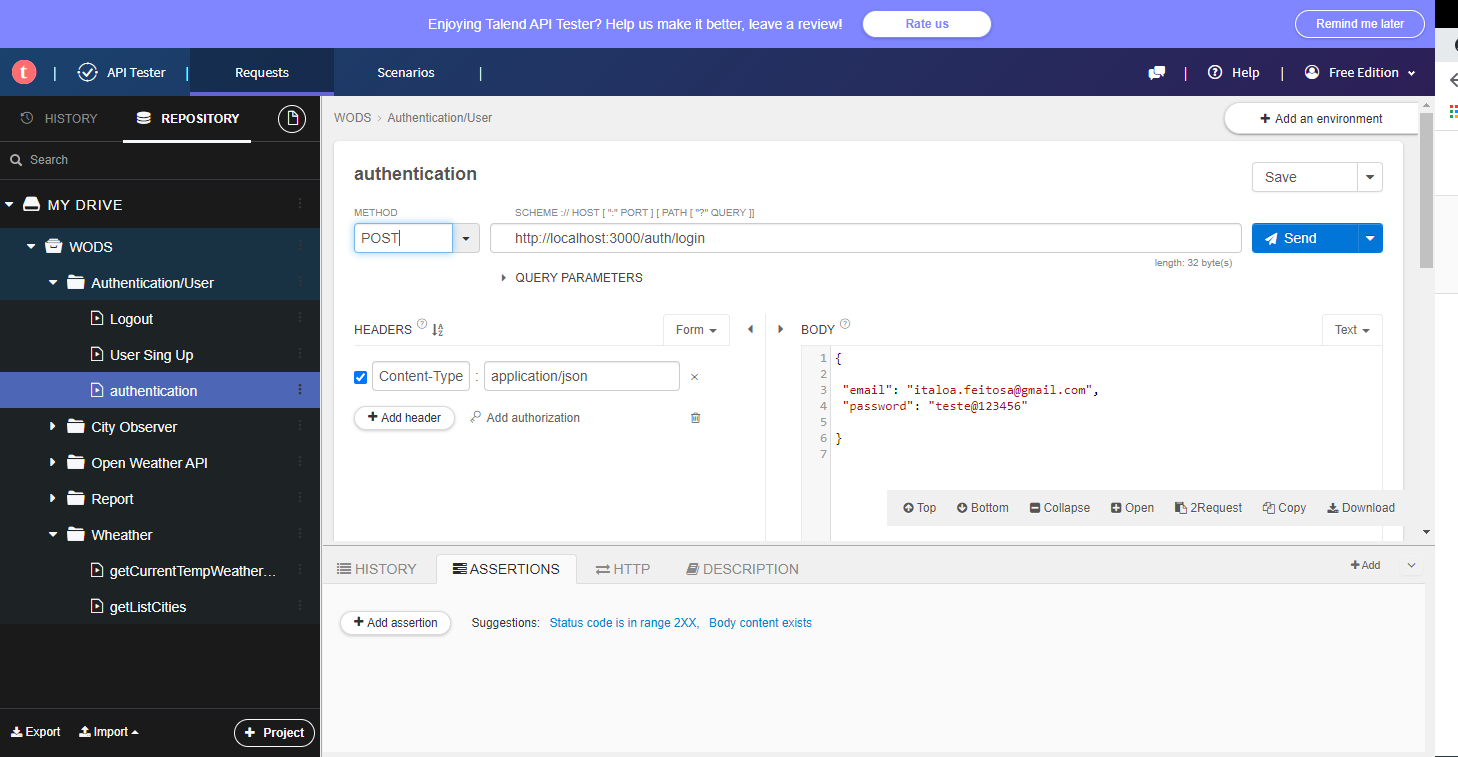 Enjoying Talend API Tester? Help us make it better, leave a review! Rate us Remind me later
t | API Tester | Requests Scenarios | | Help | Free Edition
HISTORY REPOSITORY
WODS > Authentication/User + Add an environment
Search
authentication Save
MY DRIVE
METHOD SCHEME :// HOST [ ":" PORT ] [ PATH [ "?" QUERY ]]
POST http://localhost:3000/auth/login Send
WODS
length: 32 byte(s)
Authentication/User
QUERY PARAMETERS
Logout
HEADERS ? Form BODY ? Text
User Sing Up
1 {
2
Content-Type : application/json ×
3 "email": "italoa.feitosa@gmail.com",
authentication
4 "password": "teste@123456"
+ Add header Add authorization
5
City Observer
6 }
7
Open Weather API
Report
Top Bottom Collapse Open 2Request Copy Download
Wheather
HISTORY ASSERTIONS HTTP DESCRIPTION + Add
getCurrentTempWeather...
getListCities
+ Add assertion Suggestions: Status code is in range 2XX, Body content exists
Export Import + Project